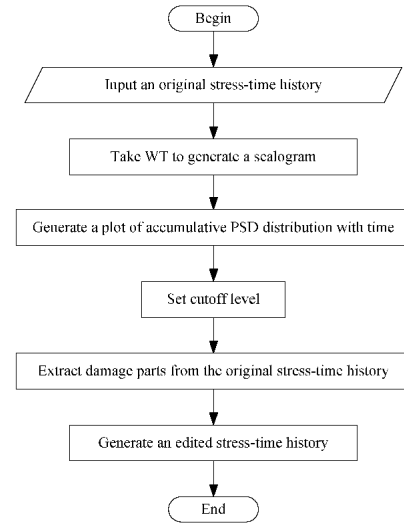 Begin
Input an original stress-time history
Take WT to generate a scalogram
Generate a plot of accumulative PSD distribution with time
Set cutoff level
Extract damage parts from the original stress-time history
Generate an edited stress-time history
End